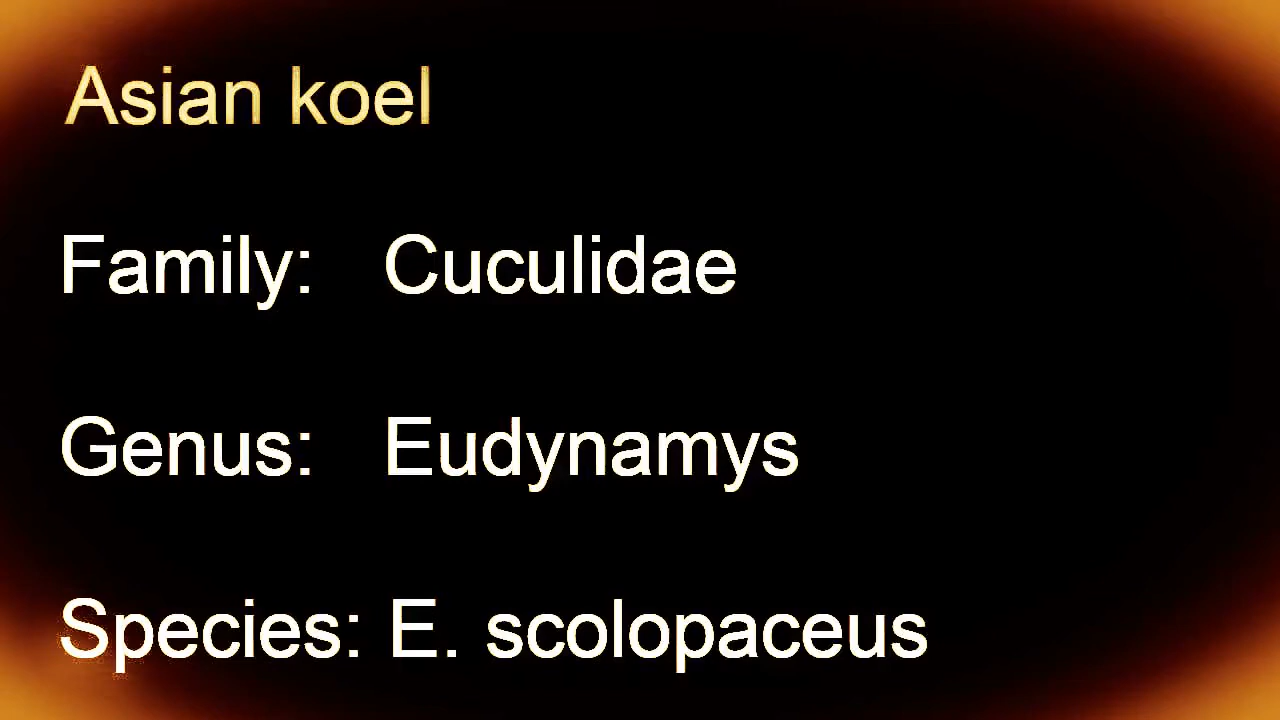 Asian koel
Family: Cuculidae
Genus: Eudynamys
Species: E. scolopaceus